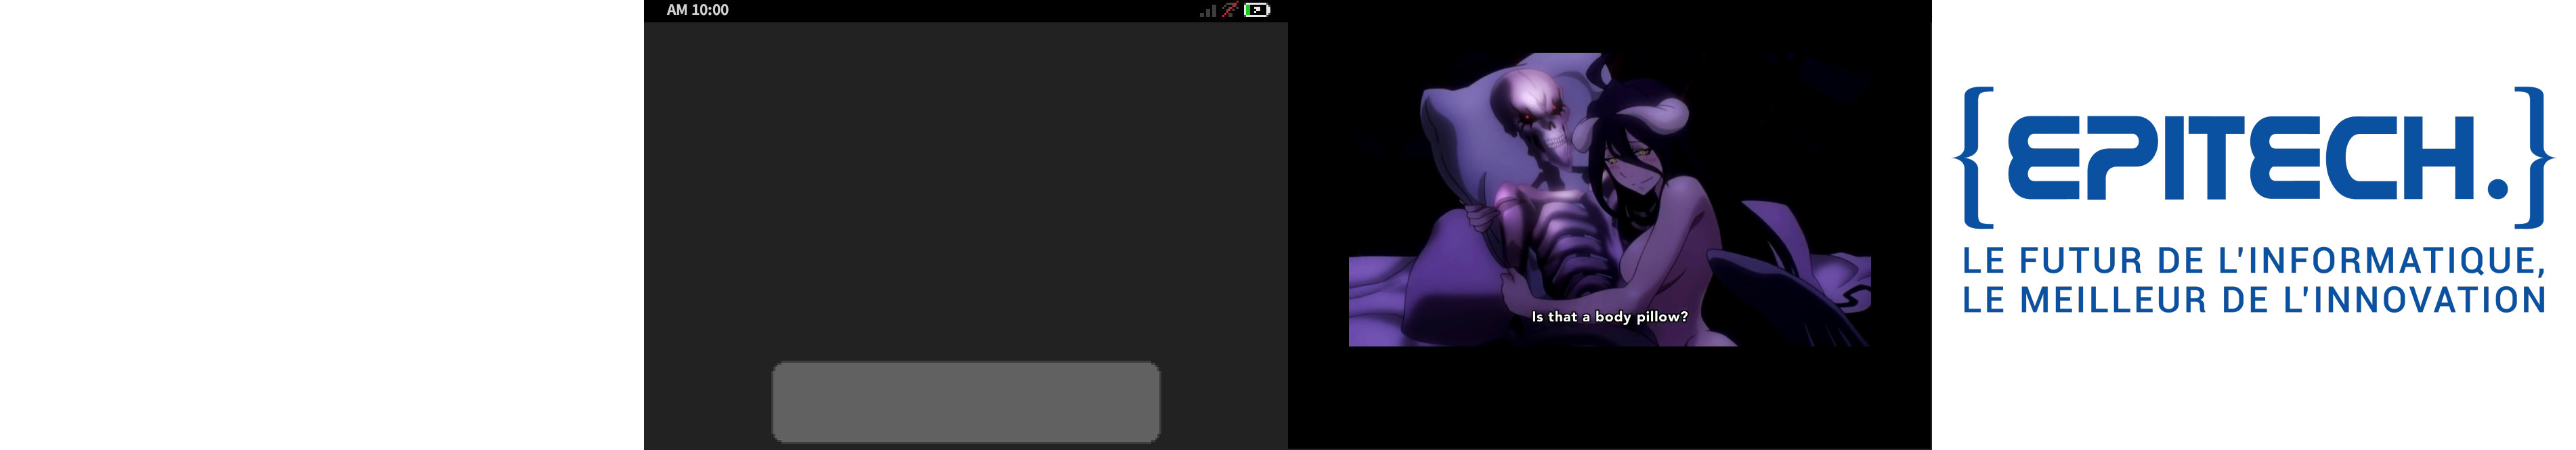 AM 10:00
Is that a body pillow?
{EPITECH.}
LE FUTUR DE L'INFORMATIQUE,
LE MEILLEUR DE L'INNOVATION